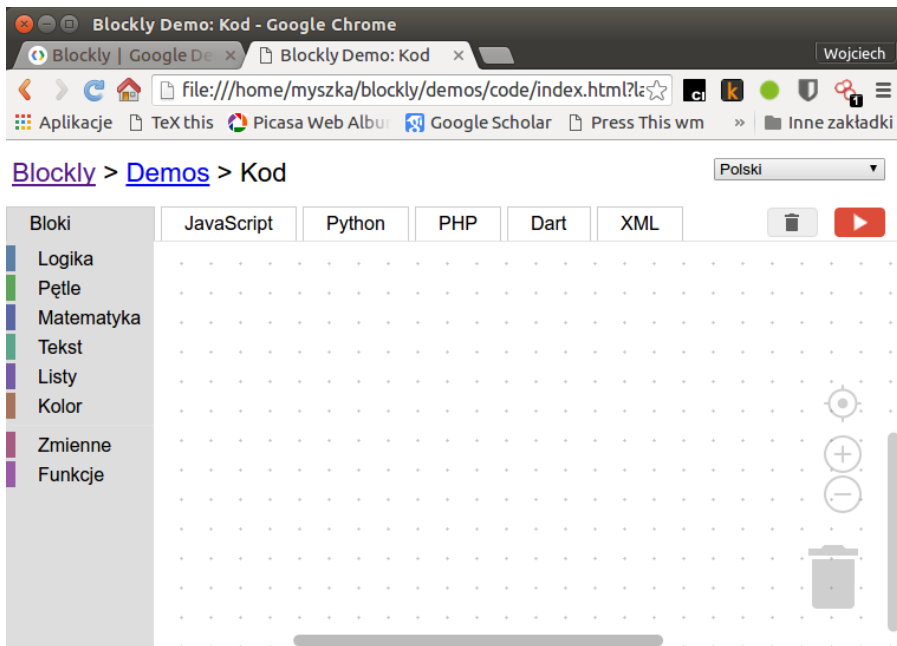 Blockly Demo: Kod - Google Chrome
Blockly | Google De
Blockly Demo: Kod
Wojciech
file:///home/myszka/blockly/demos/code/index.html?la
CI k 1
Aplikacje TeX this Picasa Web Albu Google Scholar Press This wm » Inne zakładki
Blockly > Demos > Kod
Polski
Bloki JavaScript Python PHP Dart XML
Logika
Pętle
Matematyka
Tekst
Listy
Kolor
Zmienne
Funkcje